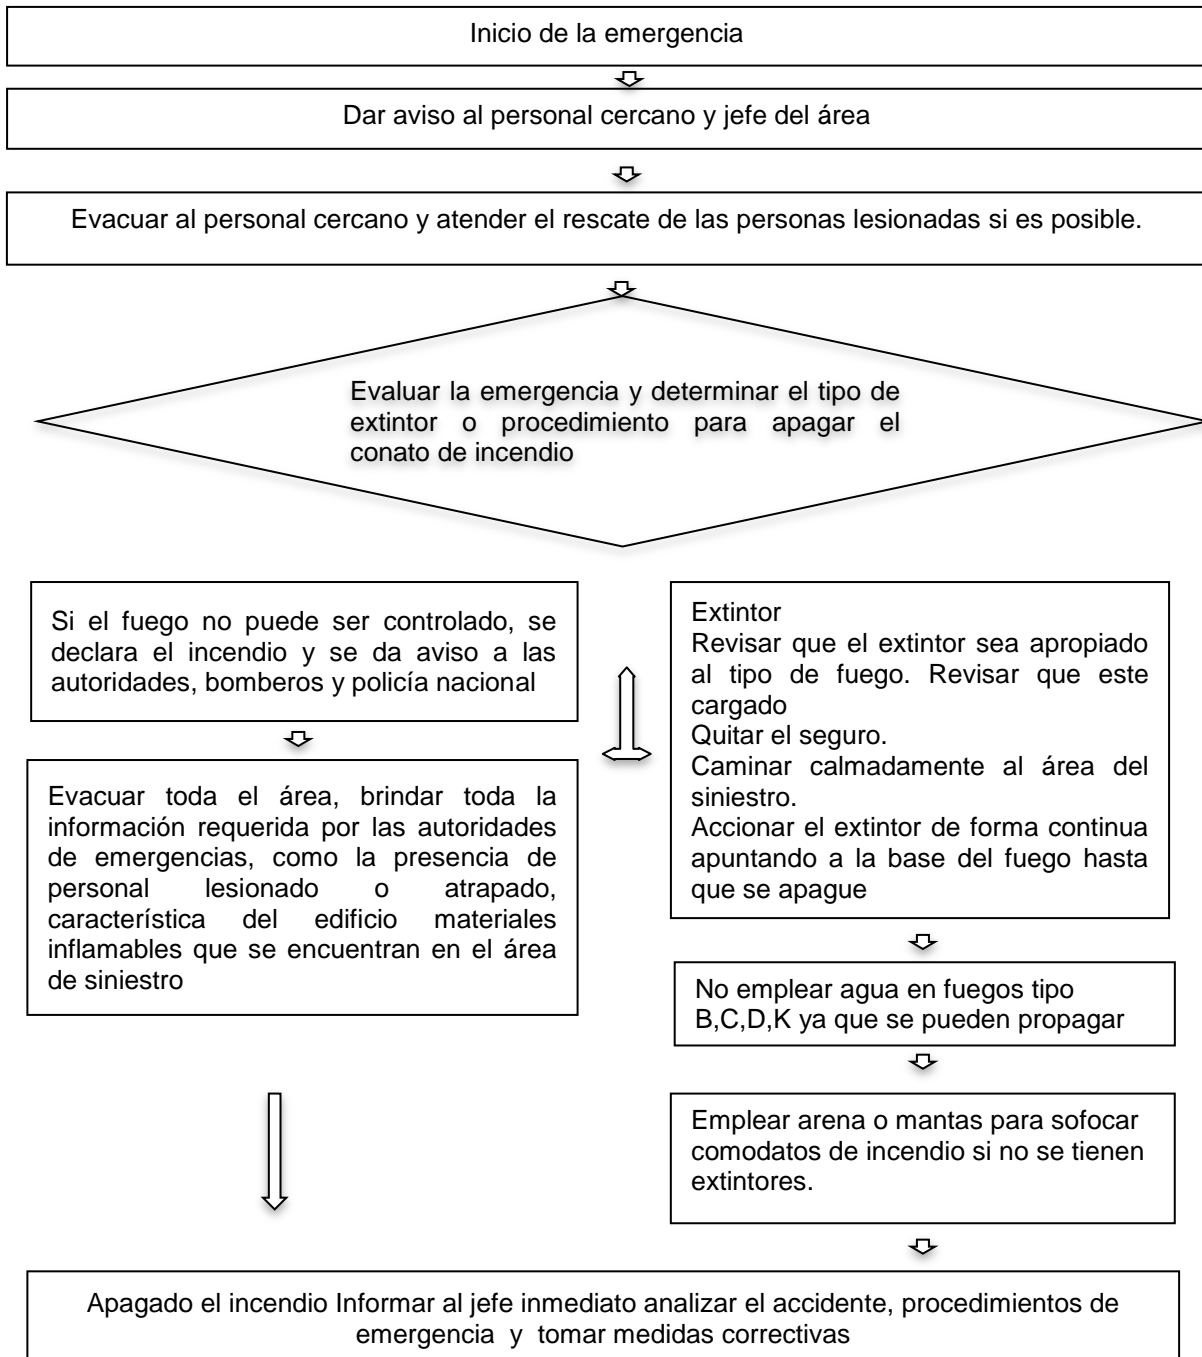 Inicio de la emergencia
Dar aviso al personal cercano y jefe del área
Evacuar al personal cercano y atender el rescate de las personas lesionadas si es posible.
Evaluar la emergencia y determinar el tipo de
extintor o procedimiento para apagar el
conato de incendio
Si el fuego no puede ser controlado, se
declara el incendio y se da aviso a las
autoridades, bomberos y policía nacional
Evacuar toda el área, brindar toda la
información requerida por las autoridades
de emergencias, como la presencia de
personal lesionado o atrapado,
característica del edificio materiales
inflamables que se encuentran en el área
de siniestro
Extintor
Revisar que el extintor sea apropiado
al tipo de fuego. Revisar que este
cargado
Quitar el seguro.
Caminar calmadamente al área del
siniestro.
Accionar el extintor de forma continua
apuntando a la base del fuego hasta
que se apague
No emplear agua en fuegos tipo
B,C,D,K ya que se pueden propagar
Emplear arena o mantas para sofocar
comodatos de incendio si no se tienen
extintores.
Apagado el incendio Informar al jefe inmediato analizar el accidente, procedimientos de
emergencia y tomar medidas correctivas